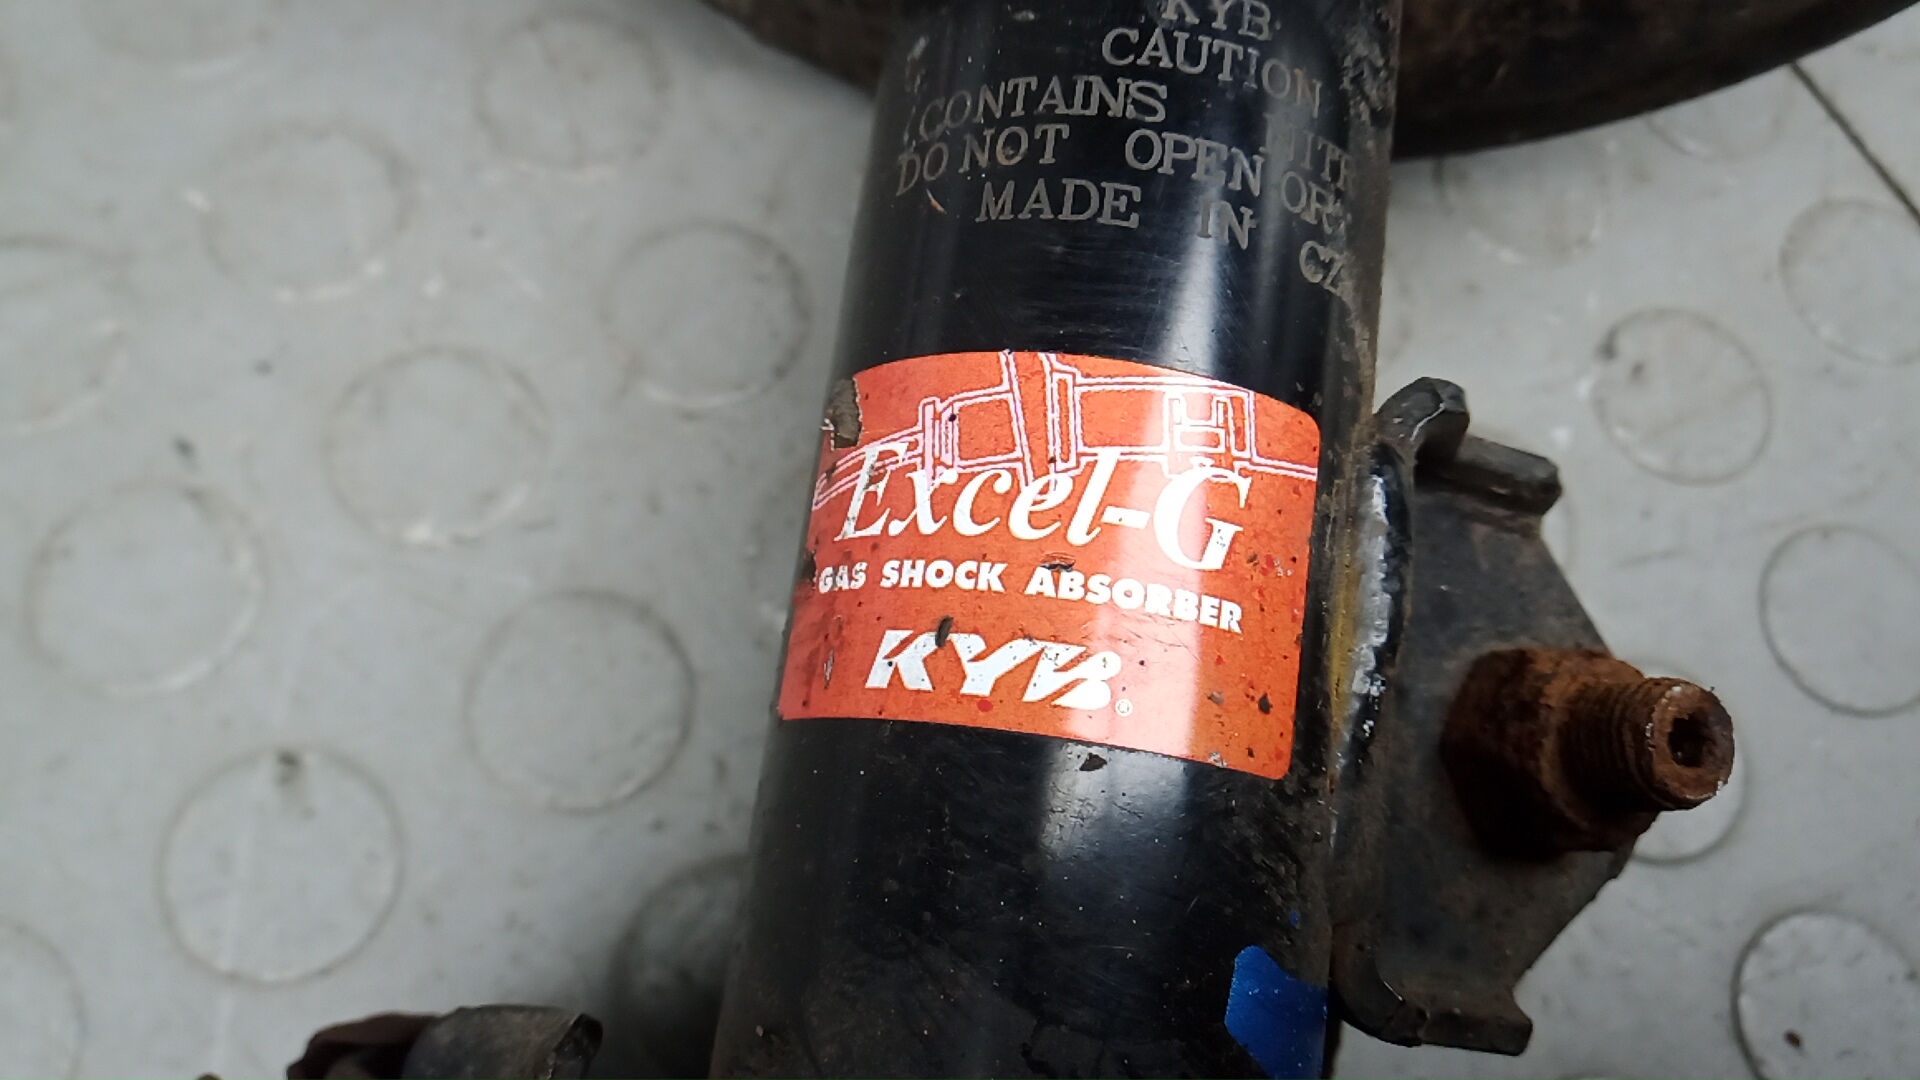 KYB
CAUTION
CONTAINS
DO NOT OPEN OR
MADE IN
Excel-G
GAS SHOCK ABSORBER
KYB®